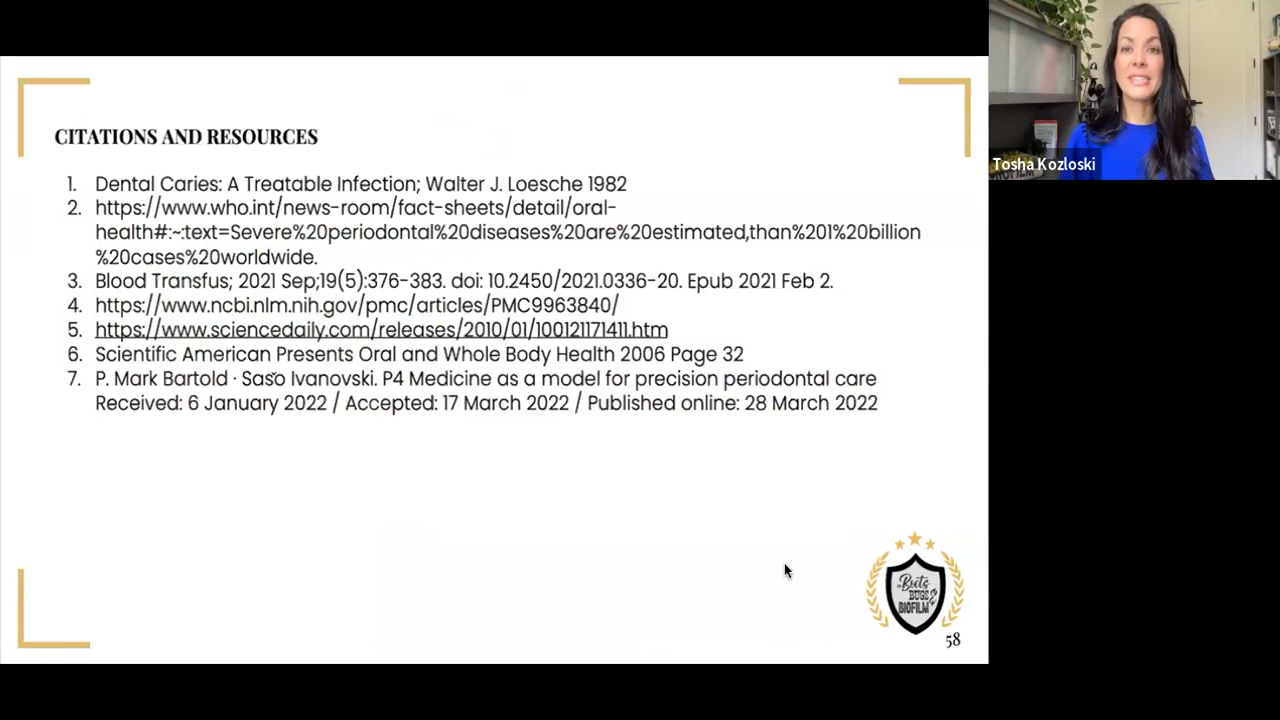 CITATIONS AND RESOURCES
1. Dental Caries: A Treatable Infection; Walter J. Loesche 1982
2. https://www.who.int/news-room/fact-sheets/detail/oral-
health#:~:text=Severe%20periodontal%20diseases%20are%20estimated,than%201%20billion
%20cases%20worldwide.
3. Blood Transfus; 2021 Sep;19(5):376-383. doi: 10.2450/2021.0336-20. Epub 2021 Feb 2.
4. https://www.ncbi.nlm.nih.gov/pmc/articles/PMC9963840/
5. https://www.sciencedaily.com/releases/2010/01/100121171411.htm
6. Scientific American Presents Oral and Whole Body Health 2006 Page 32
7. P. Mark Bartold · Sašo Ivanovski. P4 Medicine as a model for precision periodontal care
Received: 6 January 2022 / Accepted: 17 March 2022 / Published online: 28 March 2022
Boots
BUGS &
BIOFILM
58
Tosha Kozloski